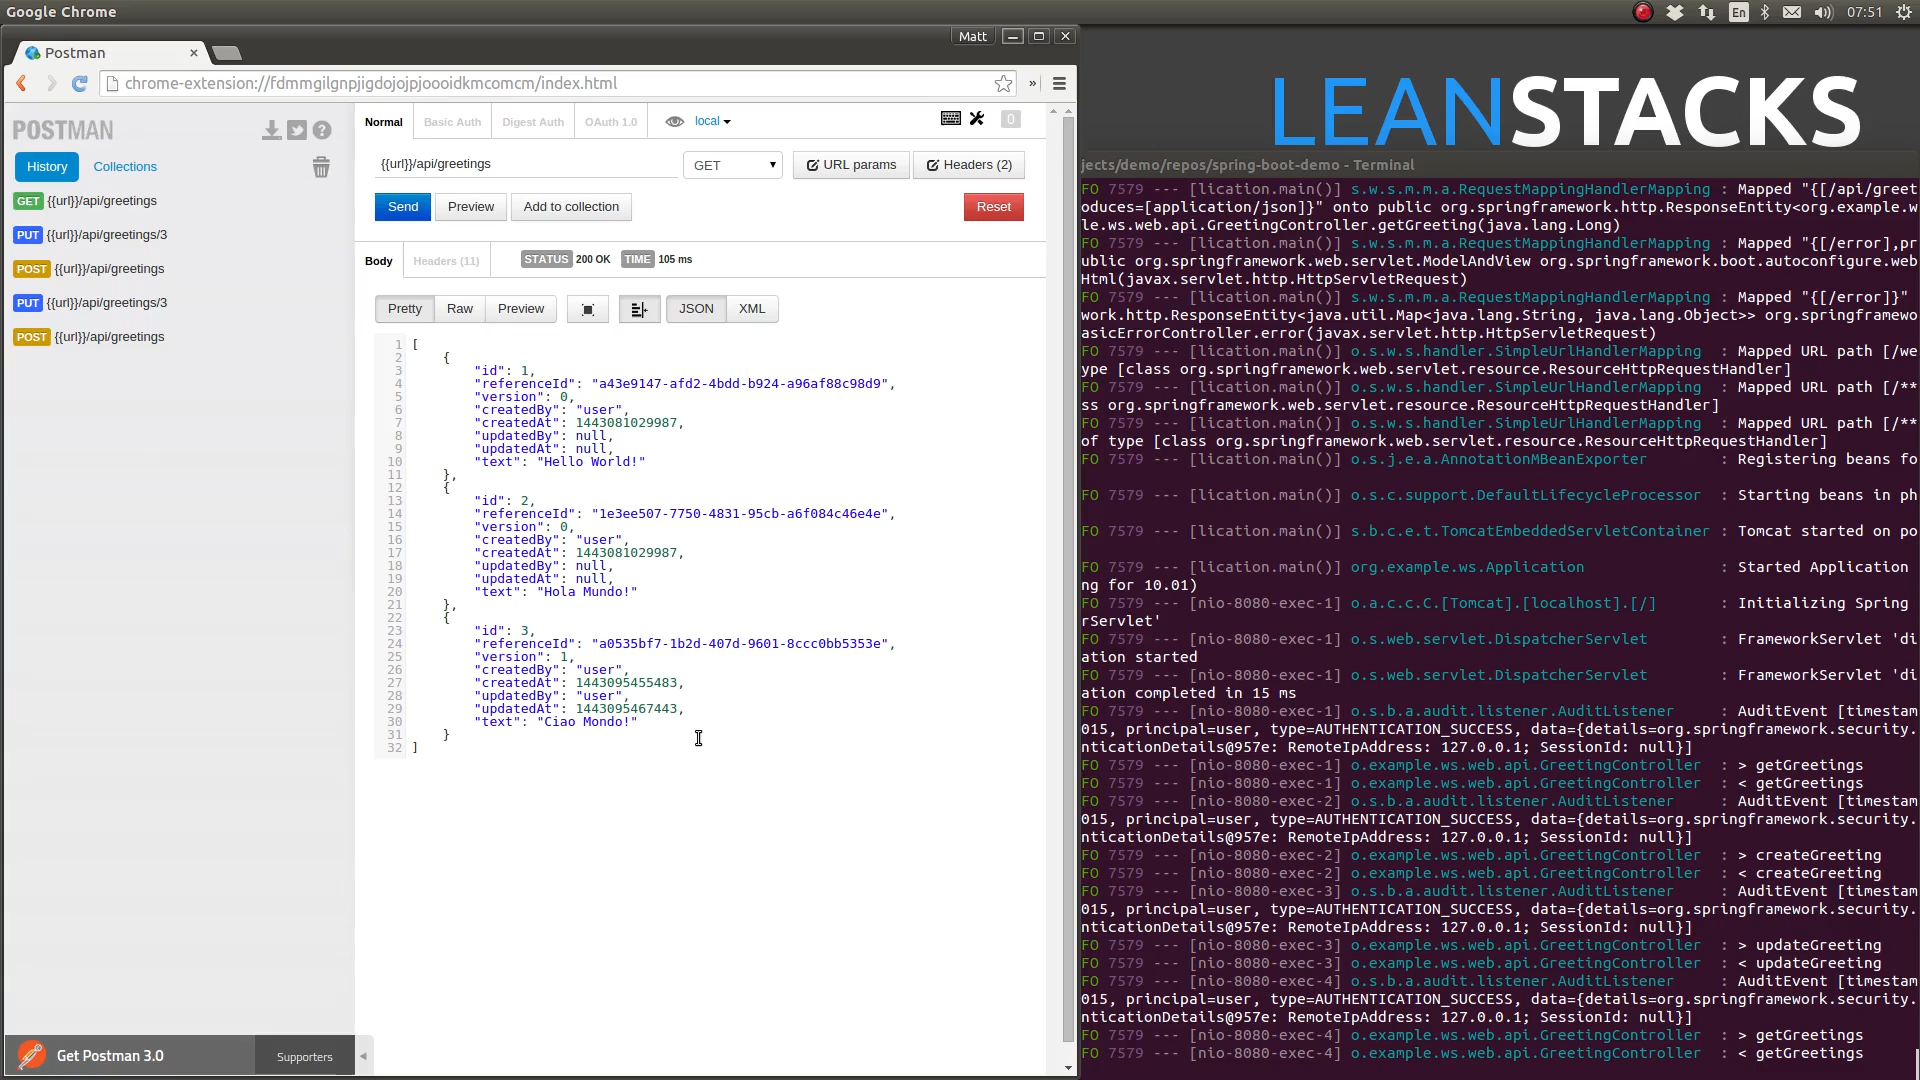 Google Chrome
En
07:51
Matt
Postman
chrome-extension://fdmmgilgnpjigdojojpjoooidkmcomcm/index.html
»
POSTMAN
History
Collections
GET {{url}}/api/greetings
PUT {{url}}/api/greetings/3
POST {{url}}/api/greetings
PUT {{url}}/api/greetings/3
POST {{url}}/api/greetings
Get Postman 3.0
Supporters
Normal Basic Auth Digest Auth OAuth 1.0 local
0
{{url}}/api/greetings
GET
URL params
Headers (2)
Send Preview Add to collection Reset
Body Headers (11) STATUS 200 OK TIME 105 ms
Pretty Raw Preview JSON XML
1 [
2 {
3 "id": 1,
4 "referenceId": "a43e9147-afd2-4bdd-b924-a96af88c98d9",
5 "version": 0,
6 "createdBy": "user",
7 "createdAt": 1443081029987,
8 "updatedBy": null,
9 "updatedAt": null,
10 "text": "Hello World!"
11 },
12 {
13 "id": 2,
14 "referenceId": "1e3ee507-7750-4831-95cb-a6f084c46e4e",
15 "version": 0,
16 "createdBy": "user",
17 "createdAt": 1443081029987,
18 "updatedBy": null,
19 "updatedAt": null,
20 "text": "Hola Mundo!"
21 },
22 {
23 "id": 3,
24 "referenceId": "a0535bf7-1b2d-407d-9601-8ccc0bb5353e",
25 "version": 1,
26 "createdBy": "user",
27 "createdAt": 1443095455483,
28 "updatedBy": "user",
29 "updatedAt": 1443095467443,
30 "text": "Ciao Mondo!"
31 }
32 ]
LEANSTACKS
jects/demo/repos/spring-boot-demo - Terminal
FO 7579 --- [lication.main()] s.w.s.m.m.a.RequestMappingHandlerMapping : Mapped "{[/api/greet
oduces=[application/json]}" onto public org.springframework.http.ResponseEntity<org.example.w
le.ws.web.api.GreetingController.getGreeting(java.lang.Long)
FO 7579 --- [lication.main()] s.w.s.m.m.a.RequestMappingHandlerMapping : Mapped "{[/error],pr
ublic org.springframework.web.servlet.ModelAndView org.springframework.boot.autoconfigure.web
Html(javax.servlet.http.HttpServletRequest)
FO 7579 --- [lication.main()] s.w.s.m.m.a.RequestMappingHandlerMapping : Mapped "{[/error]}"
work.http.ResponseEntity<java.util.Map<java.lang.String, java.lang.Object>> org.springframewo
asicErrorController.error(javax.servlet.http.HttpServletRequest)
FO 7579 --- [lication.main()] o.s.w.s.handler.SimpleUrlHandlerMapping : Mapped URL path [/we
ype [class org.springframework.web.servlet.resource.ResourceHttpRequestHandler]
FO 7579 --- [lication.main()] o.s.w.s.handler.SimpleUrlHandlerMapping : Mapped URL path [/**
ss org.springframework.web.servlet.resource.ResourceHttpRequestHandler]
FO 7579 --- [lication.main()] o.s.w.s.handler.SimpleUrlHandlerMapping : Mapped URL path [/**
of type [class org.springframework.web.servlet.resource.ResourceHttpRequestHandler]
FO 7579 --- [lication.main()] o.s.j.e.a.AnnotationMBeanExporter : Registering beans fo
FO 7579 --- [lication.main()] o.s.c.support.DefaultLifecycleProcessor : Starting beans in ph
FO 7579 --- [lication.main()] s.b.c.e.t.TomcatEmbeddedServletContainer : Tomcat started on po
FO 7579 --- [lication.main()] org.example.ws.Application : Started Application
ng for 10.01)
FO 7579 --- [nio-8080-exec-1] o.a.c.c.C.[Tomcat].[localhost].[/] : Initializing Spring
rServlet'
FO 7579 --- [nio-8080-exec-1] o.s.web.servlet.DispatcherServlet : FrameworkServlet 'di
ation started
FO 7579 --- [nio-8080-exec-1] o.s.web.servlet.DispatcherServlet : FrameworkServlet 'di
ation completed in 15 ms
FO 7579 --- [nio-8080-exec-1] o.s.b.a.audit.listener.AuditListener : AuditEvent [timestam
015, principal=user, type=AUTHENTICATION_SUCCESS, data={details=org.springframework.security.
nticationDetails@957e: RemoteIpAddress: 127.0.0.1; SessionId: null}]
FO 7579 --- [nio-8080-exec-1] o.example.ws.web.api.GreetingController : > getGreetings
FO 7579 --- [nio-8080-exec-1] o.example.ws.web.api.GreetingController : < getGreetings
FO 7579 --- [nio-8080-exec-2] o.s.b.a.audit.listener.AuditListener : AuditEvent [timestam
015, principal=user, type=AUTHENTICATION_SUCCESS, data={details=org.springframework.security.
nticationDetails@957e: RemoteIpAddress: 127.0.0.1; SessionId: null}]
FO 7579 --- [nio-8080-exec-2] o.example.ws.web.api.GreetingController : > createGreeting
FO 7579 --- [nio-8080-exec-2] o.example.ws.web.api.GreetingController : < createGreeting
FO 7579 --- [nio-8080-exec-3] o.s.b.a.audit.listener.AuditListener : AuditEvent [timestam
015, principal=user, type=AUTHENTICATION_SUCCESS, data={details=org.springframework.security.
nticationDetails@957e: RemoteIpAddress: 127.0.0.1; SessionId: null}]
FO 7579 --- [nio-8080-exec-3] o.example.ws.web.api.GreetingController : > updateGreeting
FO 7579 --- [nio-8080-exec-3] o.example.ws.web.api.GreetingController : < updateGreeting
FO 7579 --- [nio-8080-exec-4] o.s.b.a.audit.listener.AuditListener : AuditEvent [timestam
015, principal=user, type=AUTHENTICATION_SUCCESS, data={details=org.springframework.security.
nticationDetails@957e: RemoteIpAddress: 127.0.0.1; SessionId: null}]
FO 7579 --- [nio-8080-exec-4] o.example.ws.web.api.GreetingController : > getGreetings
FO 7579 --- [nio-8080-exec-4] o.example.ws.web.api.GreetingController : < getGreetings